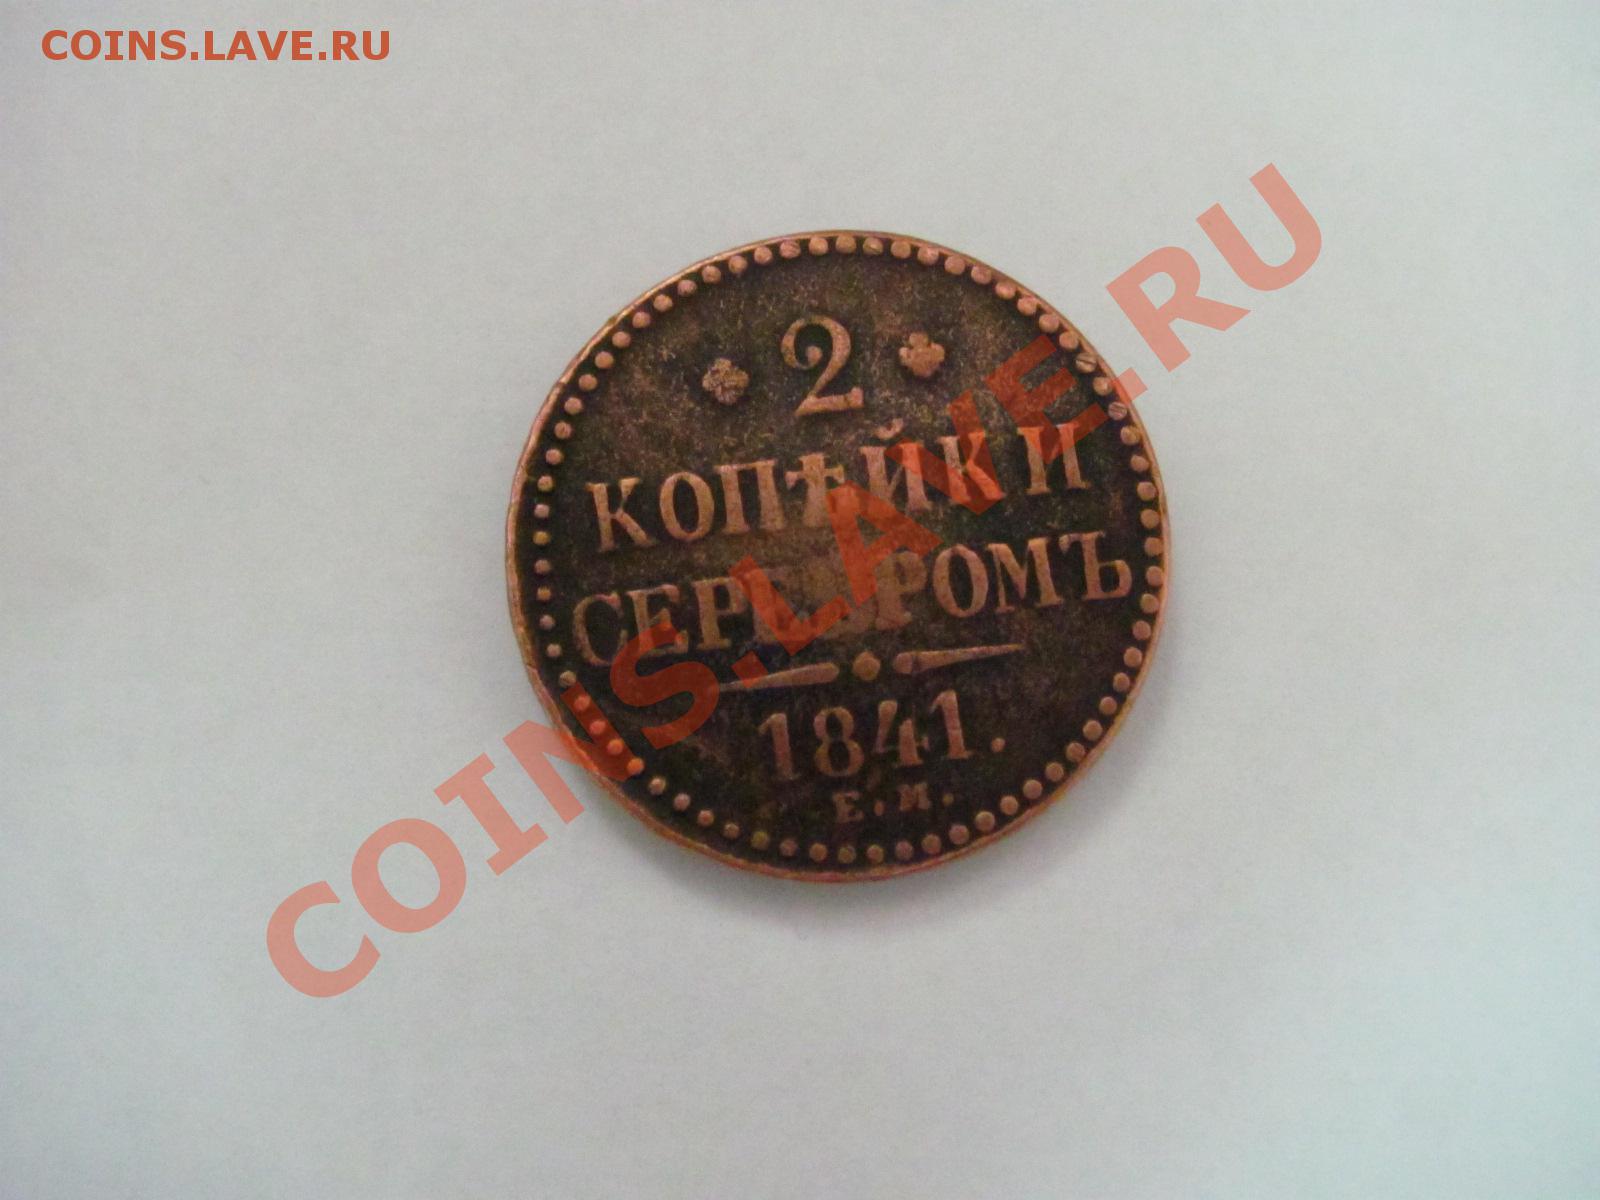 COINS.LAVE.RU
2
КОПѢЙКИ
СЕРЕБРОМЪ
1841.
Е.М.
COINS.LAVE.RU